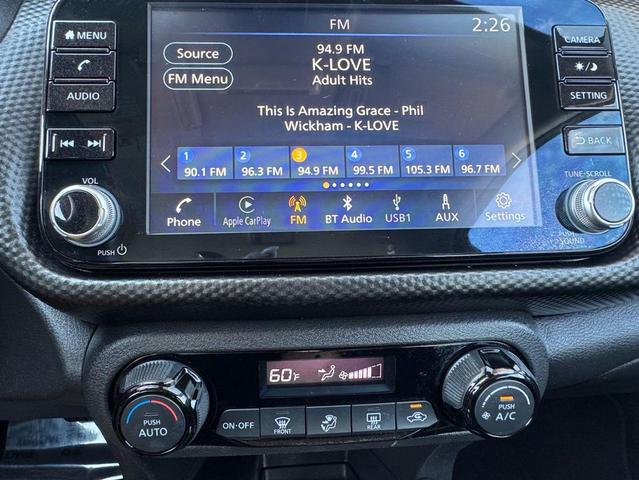 MENU
AUDIO
VOL
PUSH
FM
2:26
Source
FM Menu
94.9 FM
K-LOVE
Adult Hits
This Is Amazing Grace - Phil
Wickham - K-LOVE
1 2 3 4 5 6
90.1 FM 96.3 FM 94.9 FM 99.5 FM 105.3 FM 96.7 FM
Phone Apple CarPlay FM BT Audio USB1 AUX Settings
CAMERA
SETTING
BACK
TUNE-SCROLL
PUSH
SOUND
60°F
PUSH
AUTO
ON·OFF
FRONT
REAR
PUSH
A/C